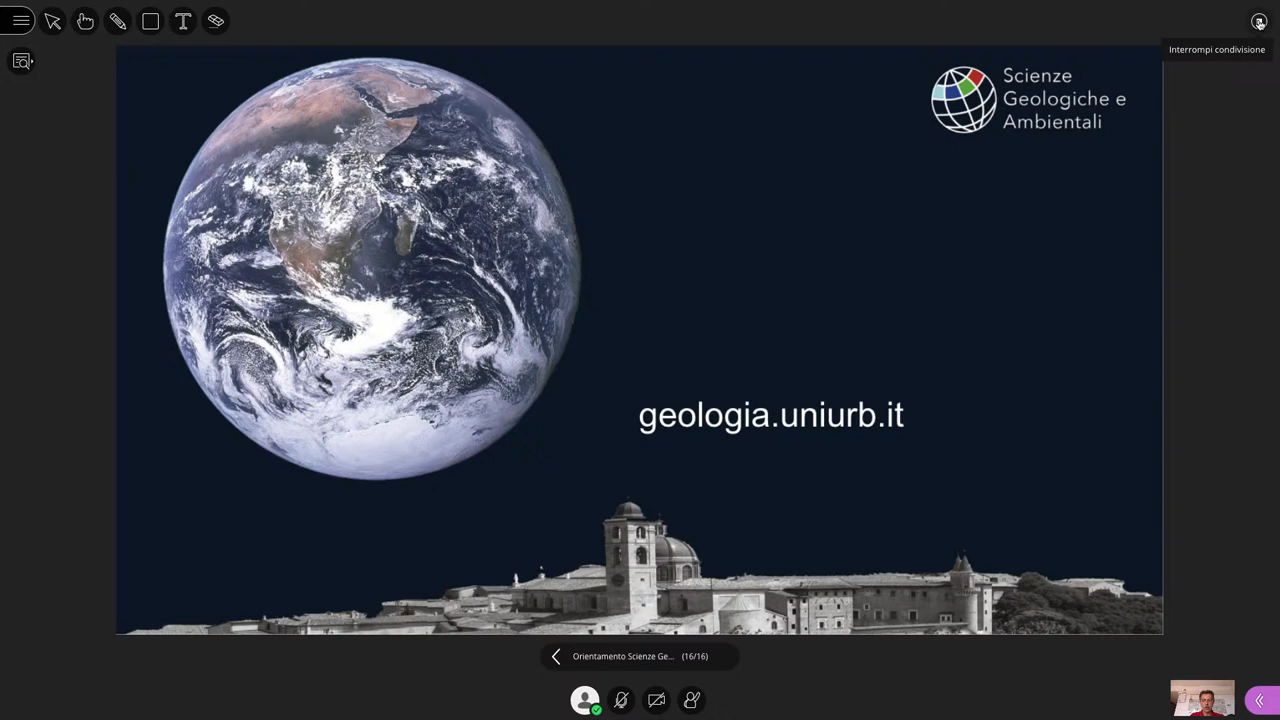 Interrompi condivisione
Scienze
Geologiche e
Ambientali
geologia.uniurb.it
Orientamento Scienze Ge... (16/16)